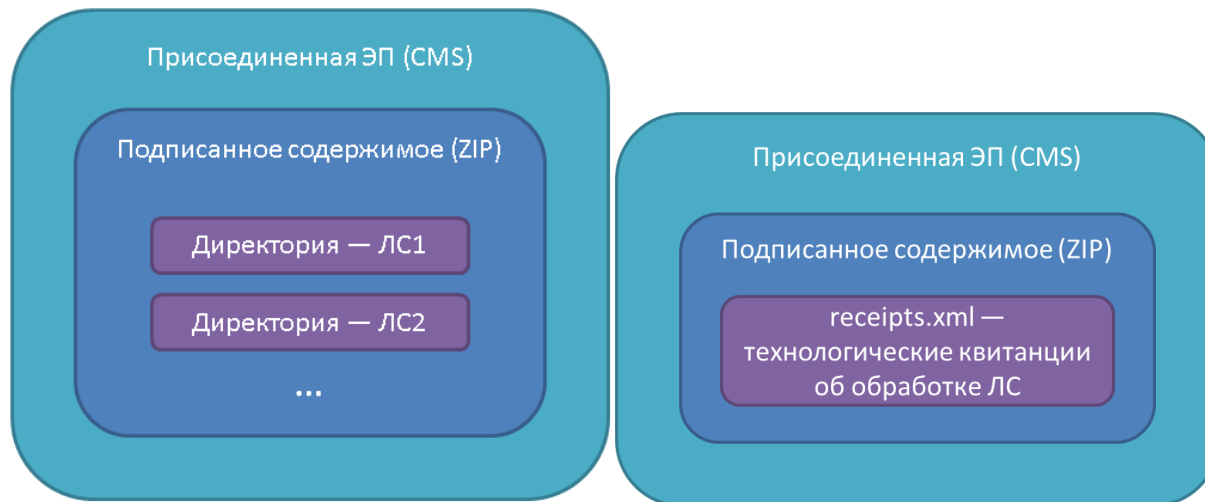 Присоединенная ЭП (CMS)
Подписанное содержимое (ZIP)
Директория — ЛС1
Директория — ЛС2
...
Присоединенная ЭП (CMS)
Подписанное содержимое (ZIP)
receipts.xml —
технологические квитанции
об обработке ЛС